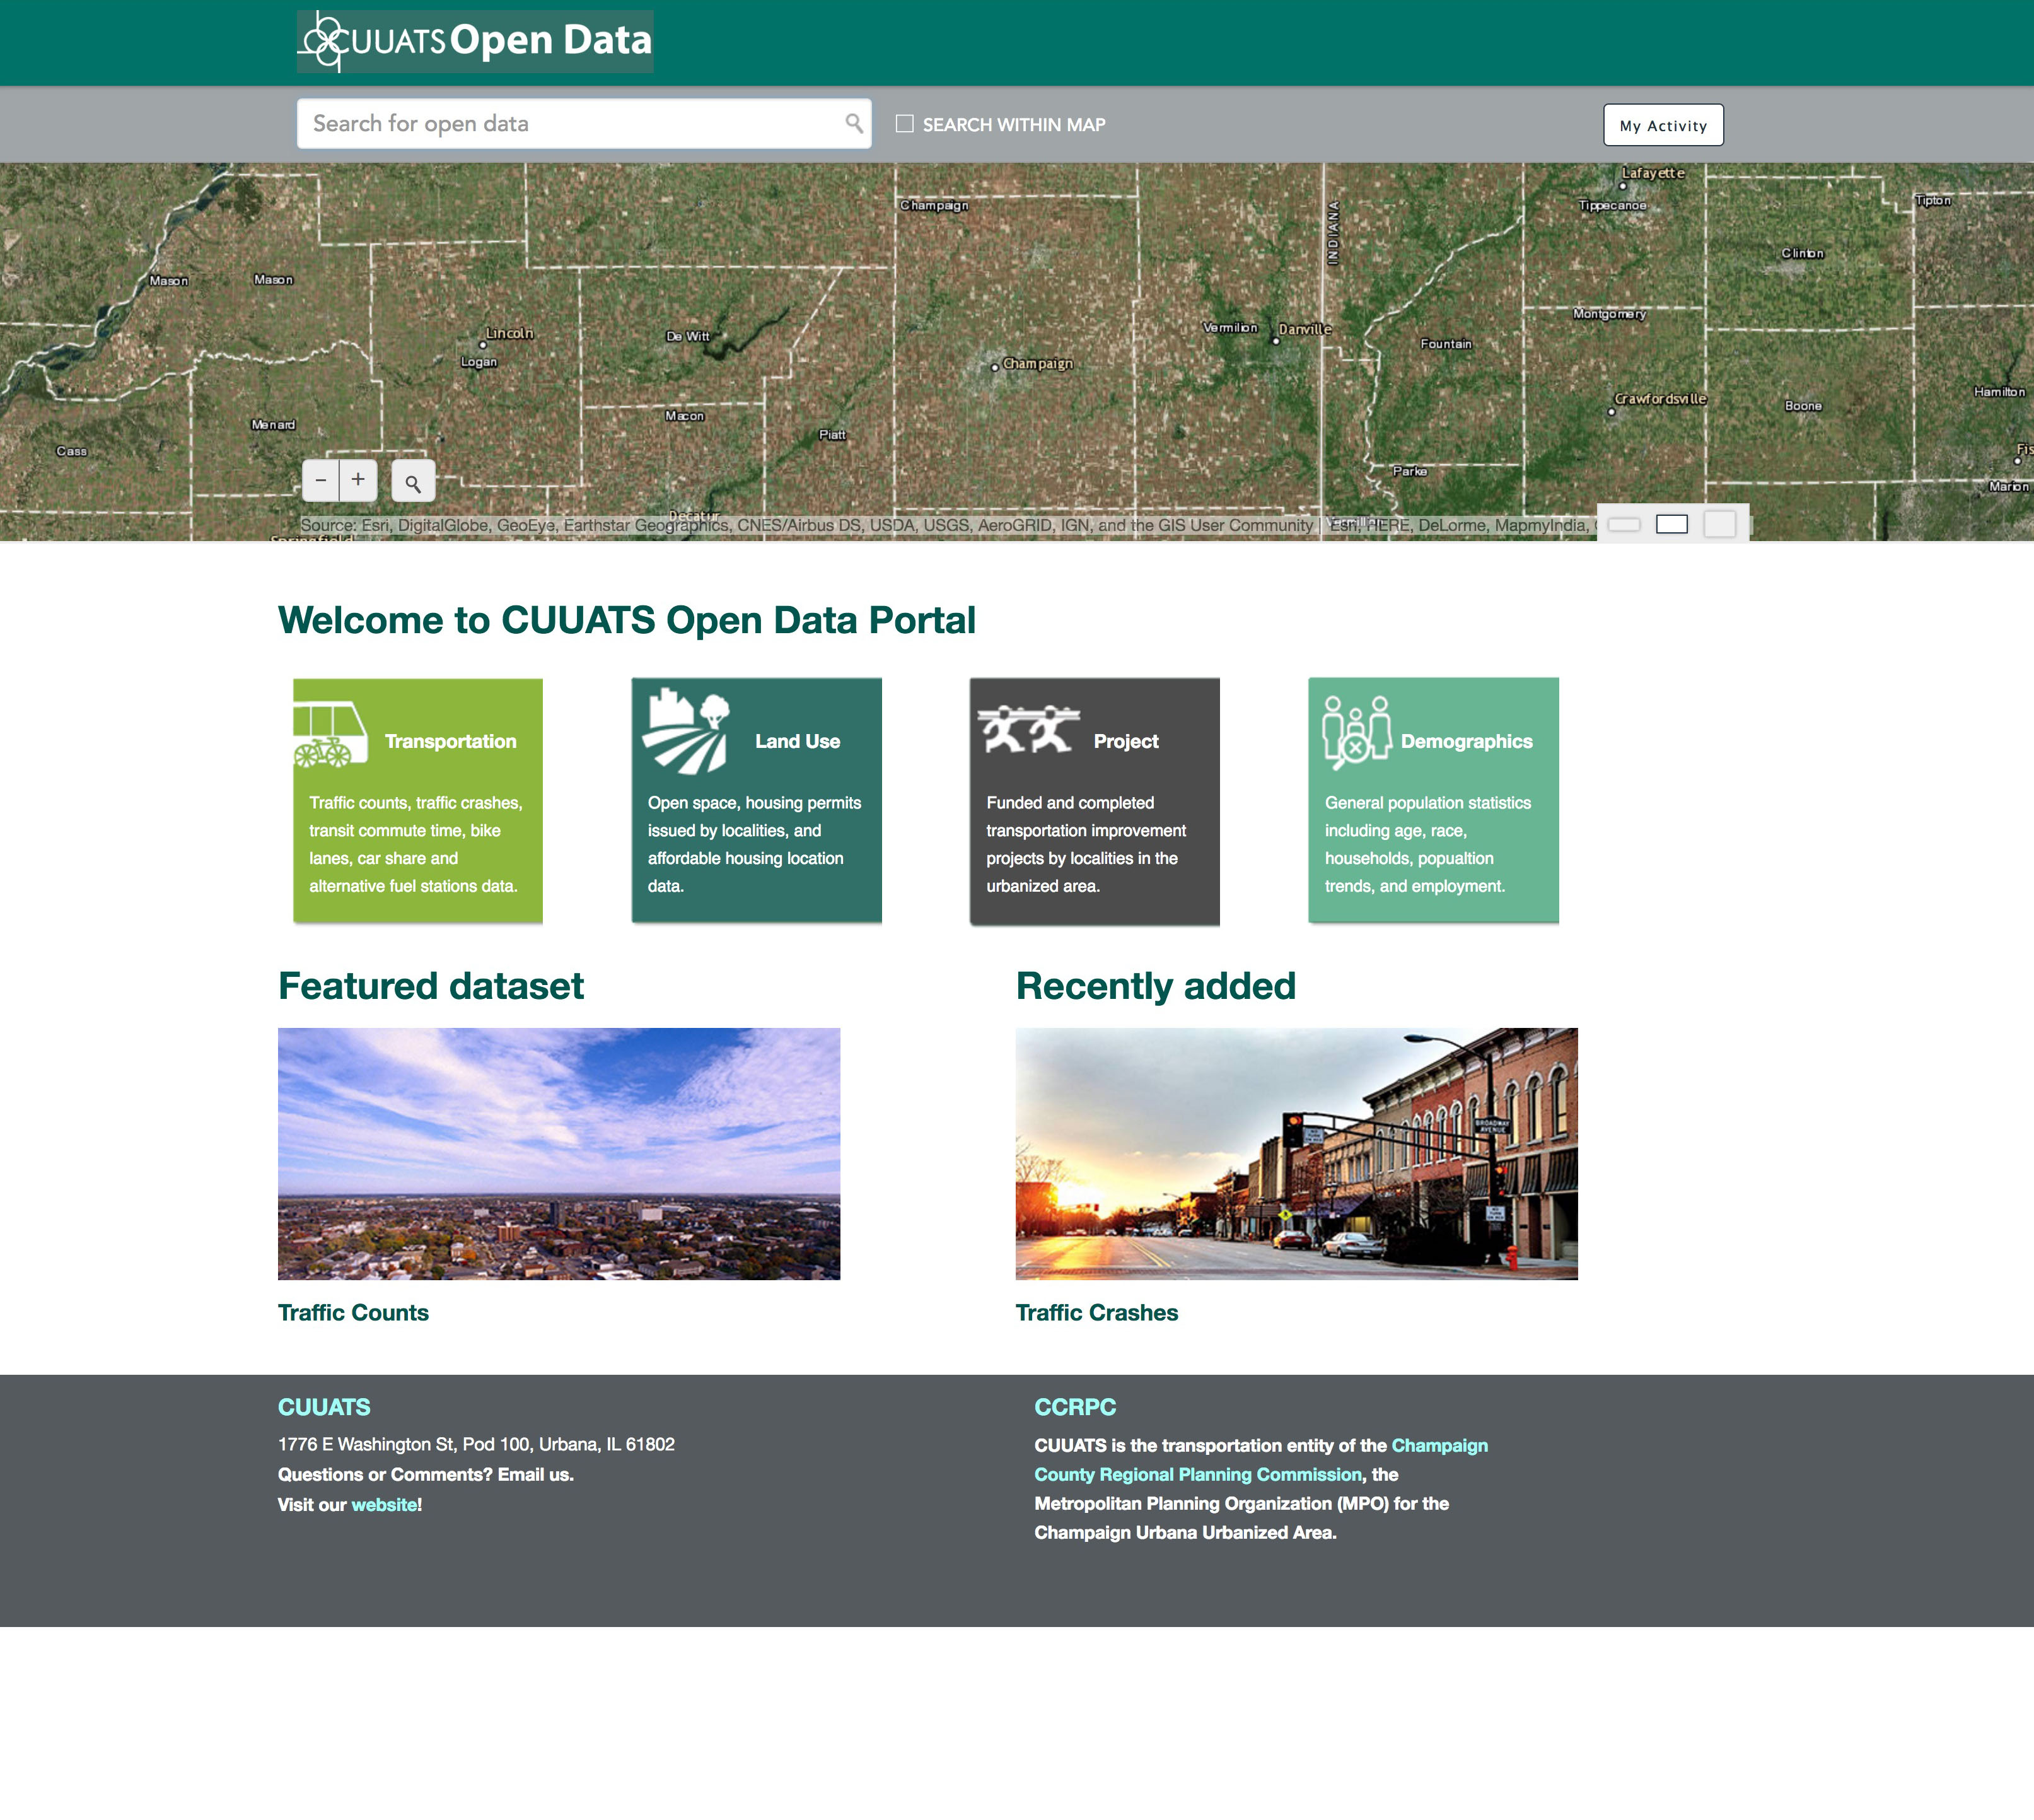 CUUATS Open Data
Search for open data
SEARCH WITHIN MAP
My Activity
Lafayette
Champaign
Tippecanoe
Tipton
INDIANA
Clinton
Mason
Mason
Montgomery
Lincoln
De Witt
Vermilion
Danville
Fountain
Logan
Champaign
Hamilton
Crawfordsville
Boone
Macon
Menard
Piatt
Cass
Fis
Parke
Marion
- +
Decatur
Source: Esri, DigitalGlobe, GeoEye, Earthstar Geographics, CNES/Airbus DS, USDA, USGS, AeroGRID, IGN, and the GIS User Community | Esri, HERE, DeLorme, MapmyIndia,
Springfield
Welcome to CUUATS Open Data Portal
Transportation
Traffic counts, traffic crashes,
transit commute time, bike
lanes, car share and
alternative fuel stations data.
Land Use
Open space, housing permits
issued by localities, and
affordable housing location
data.
Project
Funded and completed
transportation improvement
projects by localities in the
urbanized area.
Demographics
General population statistics
including age, race,
households, popualtion
trends, and employment.
Featured dataset
Recently added
BROADWAY
AVENUE
Traffic Counts
Traffic Crashes
CUUATS
1776 E Washington St, Pod 100, Urbana, IL 61802
Questions or Comments? Email us.
Visit our website!
CCRPC
CUUATS is the transportation entity of the Champaign
County Regional Planning Commission, the
Metropolitan Planning Organization (MPO) for the
Champaign Urbana Urbanized Area.